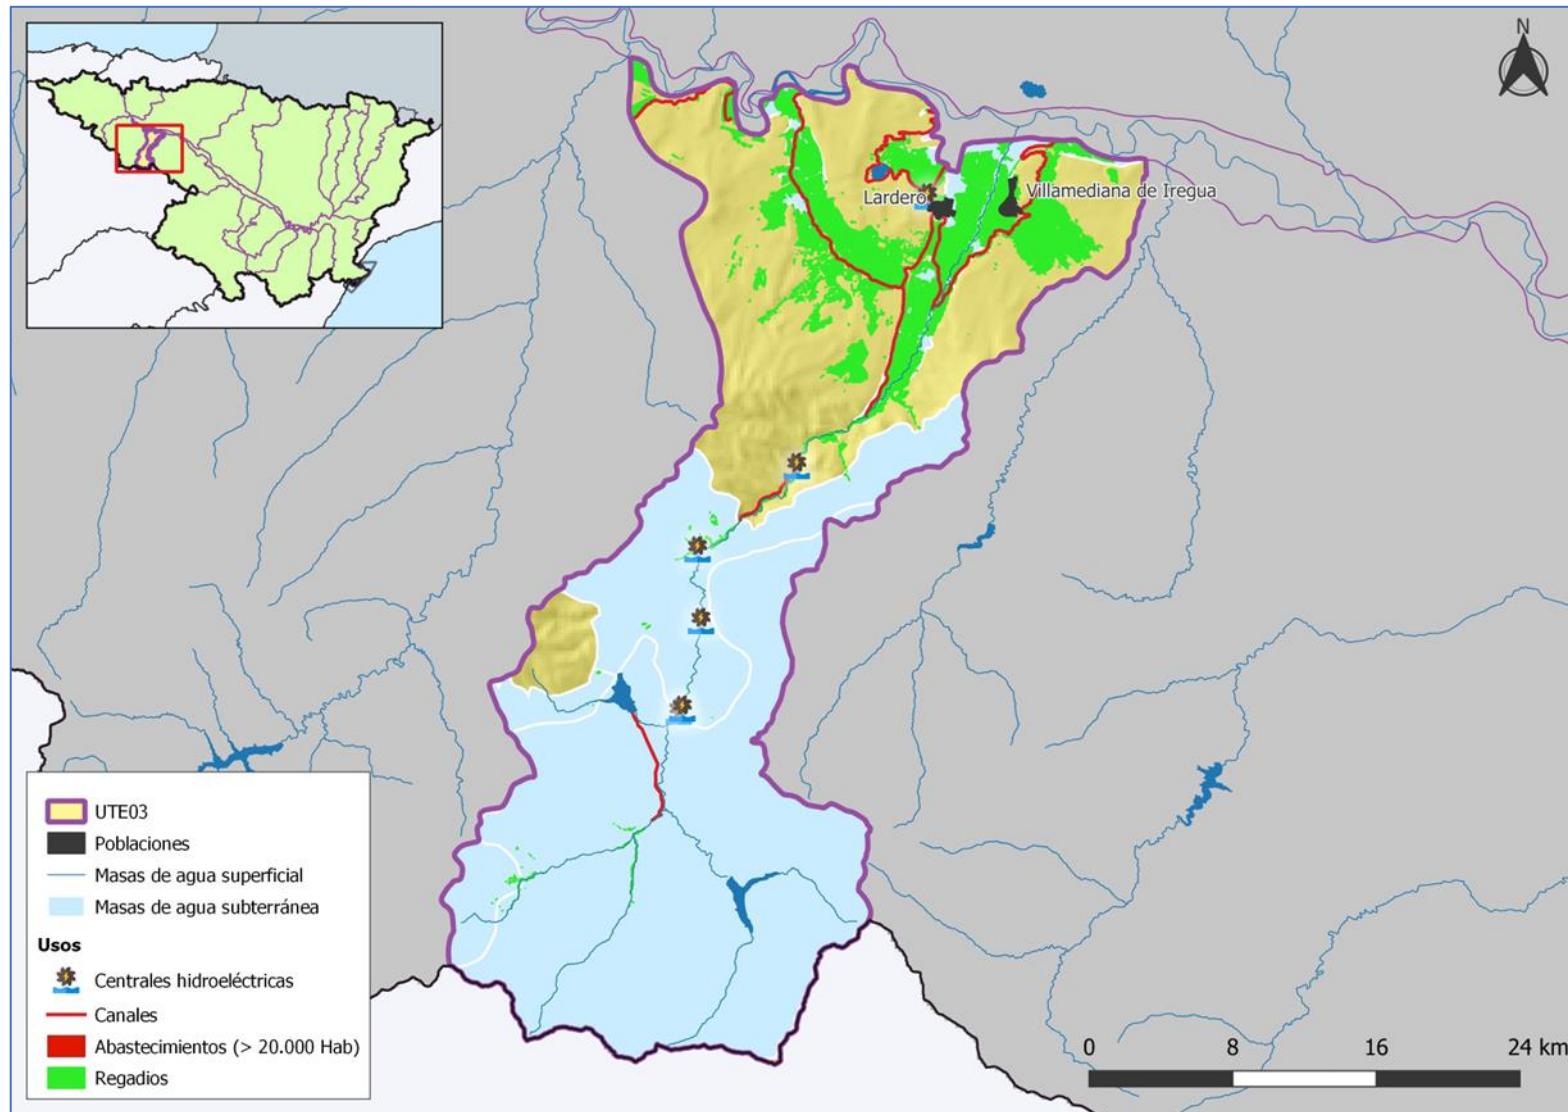 N
Lardero
Villamediana de Iregua
UTE03
Poblaciones
Masas de agua superficial
Masas de agua subterránea
Usos
Centrales hidroeléctricas
Canales
Abastecimientos (> 20.000 Hab)
Regadios
0 8 16 24 km